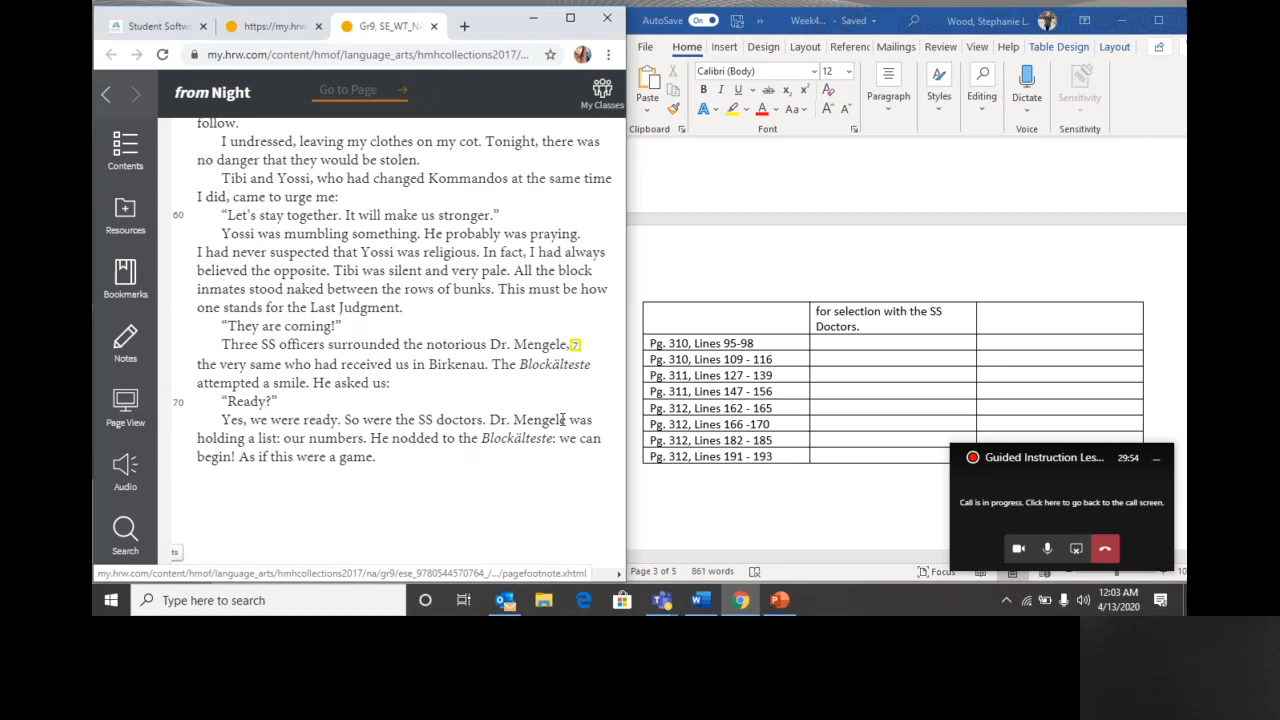 Student Softwa
https://my.hrw
Gr9, SE_WT_NA
my.hrw.com/content/hmof/language_arts/hmhcollections2017/...
from Night
Go to Page
My Classes
Contents
Resources
Bookmarks
Notes
Page View
Audio
Search
follow.
I undressed, leaving my clothes on my cot. Tonight, there was
no danger that they would be stolen.
Tibi and Yossi, who had changed Kommandos at the same time
I did, came to urge me:
60 “Let’s stay together. It will make us stronger.”
Yossi was mumbling something. He probably was praying.
I had never suspected that Yossi was religious. In fact, I had always
believed the opposite. Tibi was silent and very pale. All the block
inmates stood naked between the rows of bunks. This must be how
one stands for the Last Judgment.
“They are coming!”
Three SS officers surrounded the notorious Dr. Mengele, 7
the very same who had received us in Birkenau. The Blockälteste
attempted a smile. He asked us:
70 “Ready?”
Yes, we were ready. So were the SS doctors. Dr. Mengele was
holding a list: our numbers. He nodded to the Blockälteste: we can
begin! As if this were a game.
ts
my.hrw.com/content/hmof/language_arts/hmhcollections2017/na/gr9/ese_9780544570764_/.../pagefootnote.xhtml
AutoSave On Week4... - Saved Wood, Stephanie L.
File Home Insert Design Layout Referenc Mailings Review View Help Table Design Layout
Calibri (Body) 12
Paste
B I U ab x₂ x² A
A A Aa A A
Paragraph
Styles
Editing
Dictate
Sensitivity
Clipboard Font Voice Sensitivity
for selection with the SS
Doctors.
Pg. 310, Lines 95-98
Pg. 310, Lines 109 - 116
Pg. 311, Lines 127 - 139
Pg. 311, Lines 147 - 156
Pg. 312, Lines 162 - 165
Pg. 312, Lines 166 -170
Pg. 312, Lines 182 - 185
Pg. 312, Lines 191 - 193
Guided Instruction Les... 29:54
Call is in progress. Click here to go back to the call screen.
Page 3 of 5 861 words Focus 10
Type here to search
12:03 AM
4/13/2020